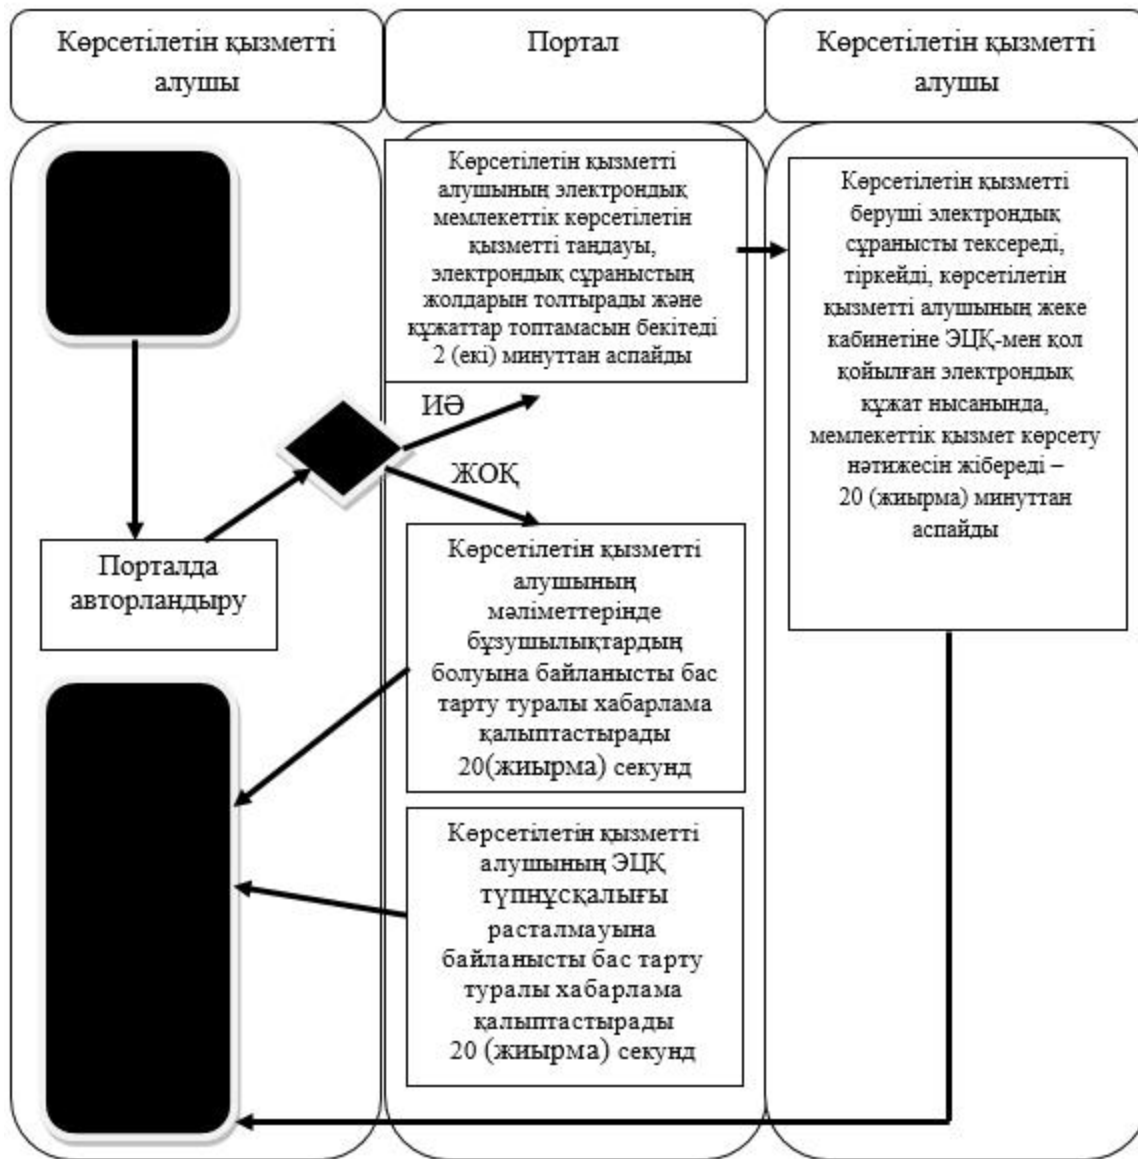 Көрсетілетін қызметті
алушы
Портал
Көрсетілетін қызметті
алушы
Көрсетілетін қызметті
алушының электрондық
мемлекеттік көрсетілетін
қызметті таңдауы,
электрондық сұраныстың
жолдарын толтырады және
құжаттар топтамасын бекітеді
2 (екі) минуттан аспайды
Көрсетілетін қызметті
беруші электрондық
сұранысты тексереді,
тіркейді, көрсетілетін
қызметті алушының жеке
кабинетіне ЭЦҚ-мен қол
қойылған электрондық
құжат нысанында,
мемлекеттік қызмет көрсету
нәтижесін жібереді –
20 (жиырма) минуттан
аспайды
ИӘ
ЖОҚ
Порталда
авторландыру
Көрсетілетін қызметті
алушының
мәліметтерінде
бұзушылықтардың
болуына байланысты бас
тарту туралы хабарлама
қалыптастырады
20(жиырма) секунд
Көрсетілетін қызметті
алушының ЭЦҚ
түпнұсқалығы
расталмауына
байланысты бас тарту
туралы хабарлама
қалыптастырады
20 (жиырма) секунд